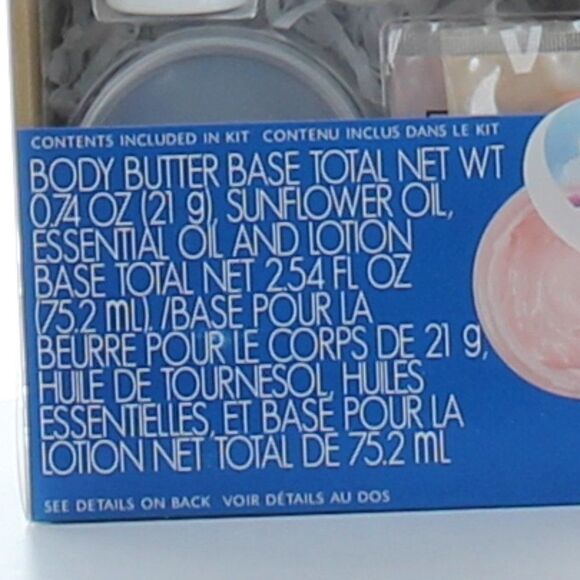 CONTENTS INCLUDED IN KIT CONTENU INCLUS DANS LE KIT
BODY BUTTER BASE TOTAL NET WT
0.74 OZ (21 g), SUNFLOWER OIL,
ESSENTIAL OIL AND LOTION
BASE TOTAL NET 2.54 FL OZ
(75.2 mL). /BASE POUR LA
BEURRE POUR LE CORPS DE 21 g,
HUILE DE TOURNESOL, HUILES
ESSENTIELLES, ET BASE POUR LA
LOTION NET TOTAL DE 75.2 mL
SEE DETAILS ON BACK VOIR DÉTAILS AU DOS